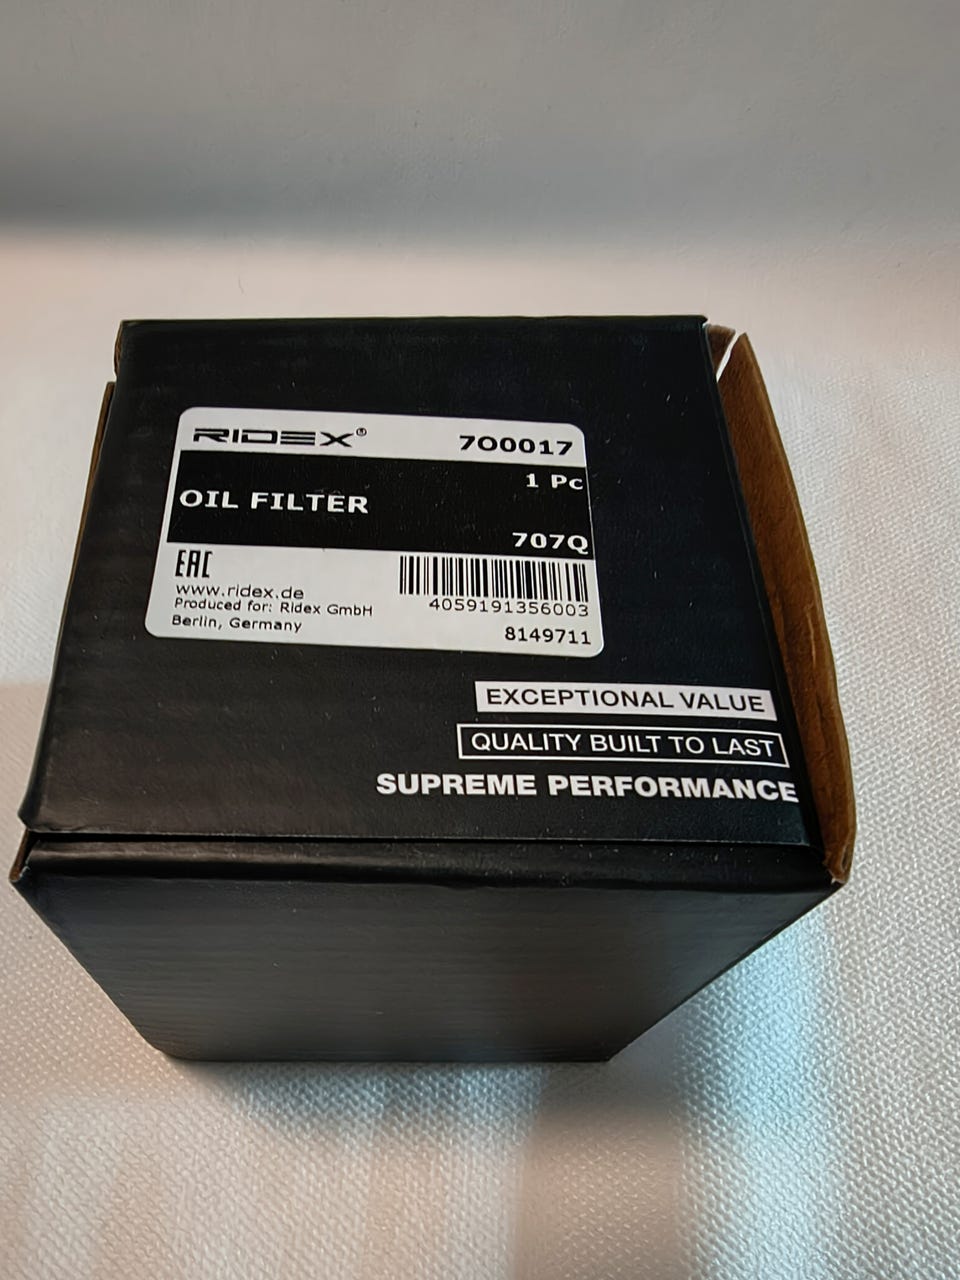 RIDEX® 7O0017
1 Pc
OIL FILTER
707Q
EAC
www.ridex.de
Produced for: Ridex GmbH
Berlin, Germany
4059191356003
8149711
EXCEPTIONAL VALUE
QUALITY BUILT TO LAST
SUPREME PERFORMANCE